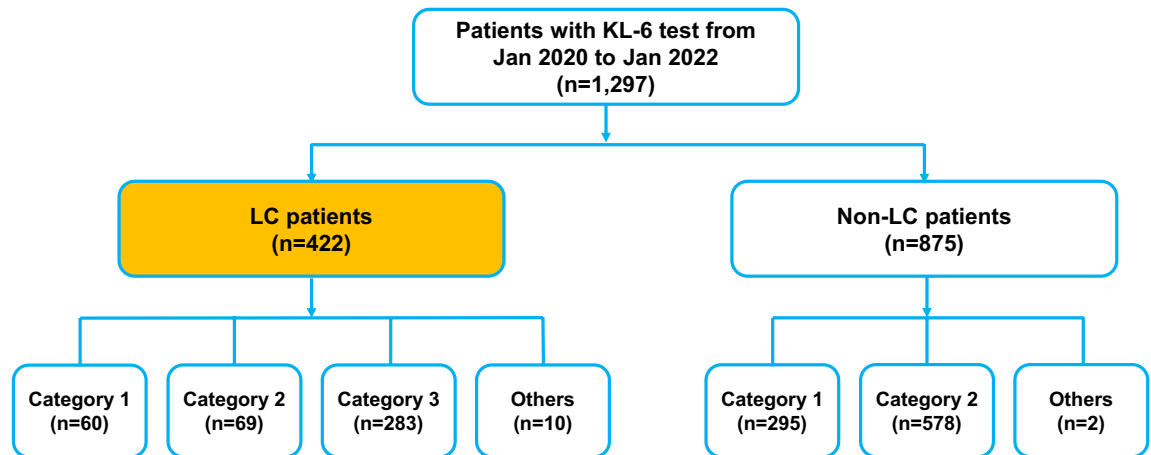 Patients with KL-6 test from
Jan 2020 to Jan 2022
(n=1,297)
LC patients
(n=422)
Non-LC patients
(n=875)
Category 1
(n=60)
Category 2
(n=69)
Category 3
(n=283)
Others
(n=10)
Category 1
(n=295)
Category 2
(n=578)
Others
(n=2)